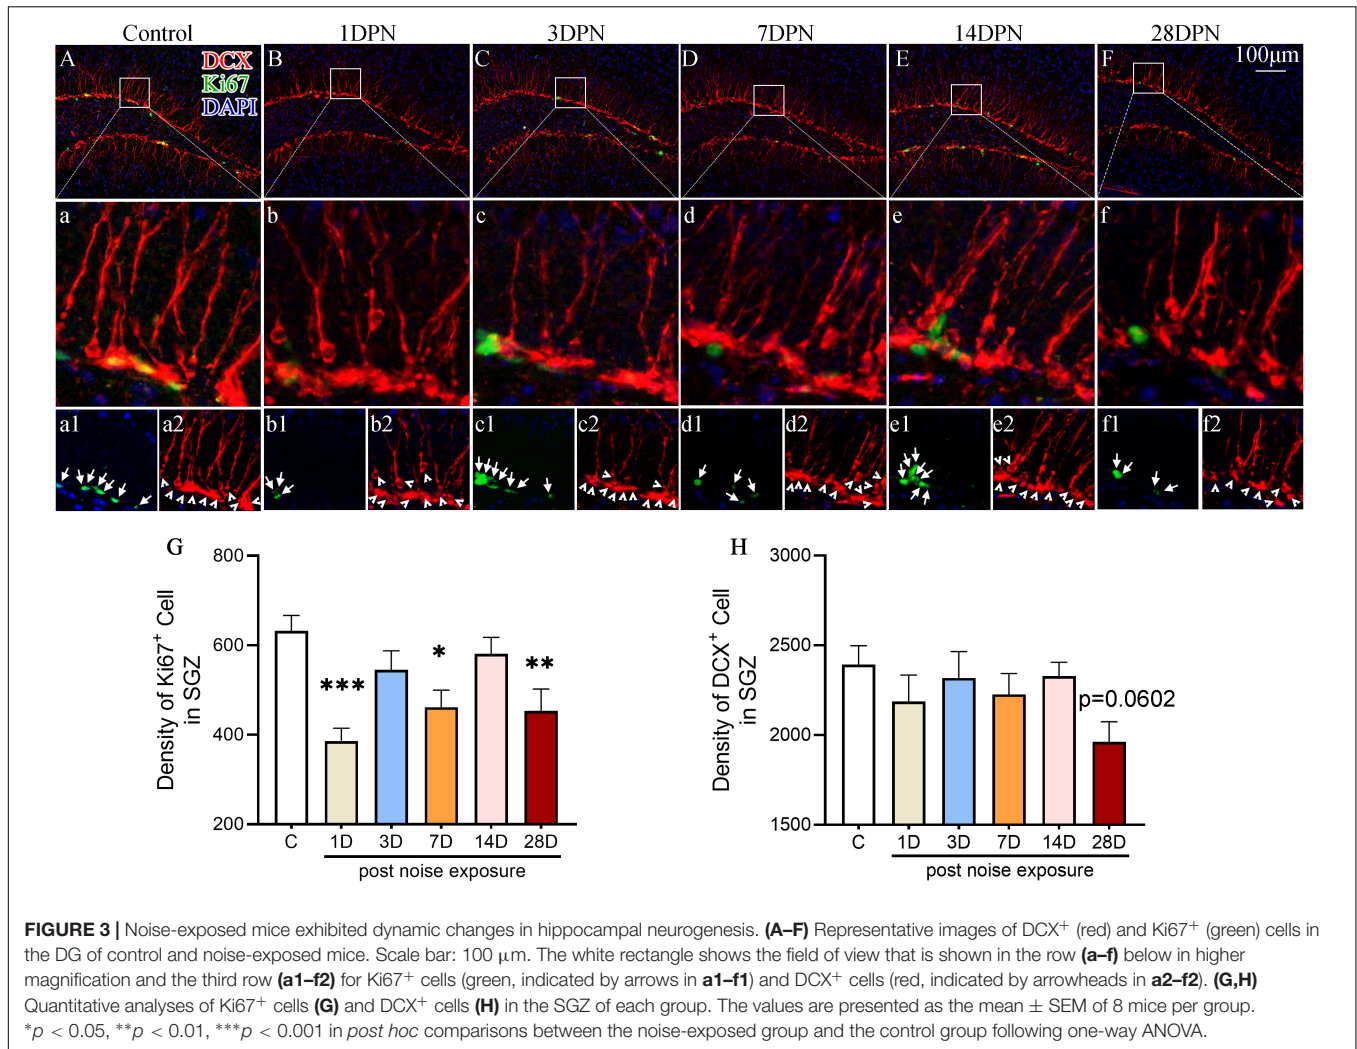 Control 1DPN 3DPN 7DPN 14DPN 28DPN
A DCX Ki67 DAPI B C D E F 100μm
a b c d e f
a1 a2 b1 b2 c1 c2 d1 d2 e1 e2 f1 f2
G
Density of Ki67+ Cell
in SGZ
800
600
400
200
***
*
**
C 1D 3D 7D 14D 28D
post noise exposure
H
Density of DCX+ Cell
in SGZ
3000
2500
2000
1500
p=0.0602
C 1D 3D 7D 14D 28D
post noise exposure
FIGURE 3 | Noise-exposed mice exhibited dynamic changes in hippocampal neurogenesis. (A–F) Representative images of DCX+ (red) and Ki67+ (green) cells in
the DG of control and noise-exposed mice. Scale bar: 100 μm. The white rectangle shows the field of view that is shown in the row (a–f) below in higher
magnification and the third row (a1–f2) for Ki67+ cells (green, indicated by arrows in a1–f1) and DCX+ cells (red, indicated by arrowheads in a2–f2). (G,H)
Quantitative analyses of Ki67+ cells (G) and DCX+ cells (H) in the SGZ of each group. The values are presented as the mean ± SEM of 8 mice per group.
*p < 0.05, **p < 0.01, ***p < 0.001 in post hoc comparisons between the noise-exposed group and the control group following one-way ANOVA.